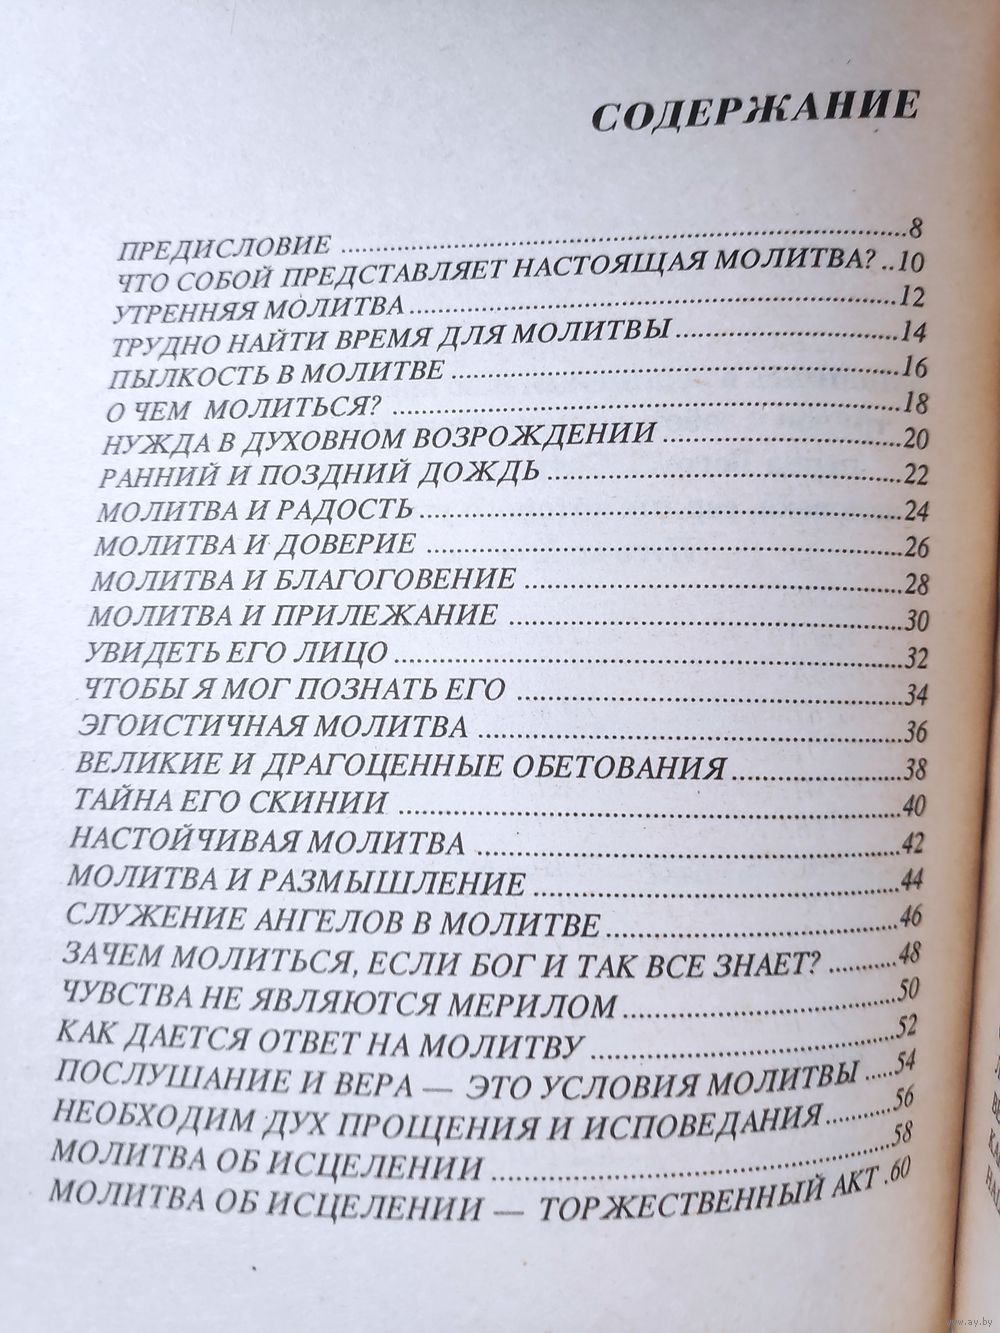 СОДЕРЖАНИЕ
ПРЕДИСЛОВИЕ ........ 8
ЧТО СОБОЙ ПРЕДСТАВЛЯЕТ НАСТОЯЩАЯ МОЛИТВА? ..10
УТРЕННЯЯ МОЛИТВА ........ 12
ТРУДНО НАЙТИ ВРЕМЯ ДЛЯ МОЛИТВЫ ........ 14
ПЫЛКОСТЬ В МОЛИТВЕ ........ 16
О ЧЕМ МОЛИТЬСЯ? ........ 18
НУЖДА В ДУХОВНОМ ВОЗРОЖДЕНИИ ........ 20
РАННИЙ И ПОЗДНИЙ ДОЖДЬ ........ 22
МОЛИТВА И РАДОСТЬ ........ 24
МОЛИТВА И ДОВЕРИЕ ........ 26
МОЛИТВА И БЛАГОГОВЕНИЕ ........ 28
МОЛИТВА И ПРИЛЕЖАНИЕ ........ 30
УВИДЕТЬ ЕГО ЛИЦО ........ 32
ЧТОБЫ Я МОГ ПОЗНАТЬ ЕГО ........ 34
ЭГОИСТИЧНАЯ МОЛИТВА ........ 36
ВЕЛИКИЕ И ДРАГОЦЕННЫЕ ОБЕТОВАНИЯ ........ 38
ТАЙНА ЕГО СКИНИИ ........ 40
НАСТОЙЧИВАЯ МОЛИТВА ........ 42
МОЛИТВА И РАЗМЫШЛЕНИЕ ........ 44
СЛУЖЕНИЕ АНГЕЛОВ В МОЛИТВЕ ........ 46
ЗАЧЕМ МОЛИТЬСЯ, ЕСЛИ БОГ И ТАК ВСЕ ЗНАЕТ? ........ 48
ЧУВСТВА НЕ ЯВЛЯЮТСЯ МЕРИЛОМ ........ 50
КАК ДАЕТСЯ ОТВЕТ НА МОЛИТВУ ........ 52
ПОСЛУШАНИЕ И ВЕРА — ЭТО УСЛОВИЯ МОЛИТВЫ .....54
НЕОБХОДИМ ДУХ ПРОЩЕНИЯ И ИСПОВЕДАНИЯ ........ 56
МОЛИТВА ОБ ИСЦЕЛЕНИИ ........ 58
МОЛИТВА ОБ ИСЦЕЛЕНИИ — ТОРЖЕСТВЕННЫЙ АКТ .60
www.ay.by